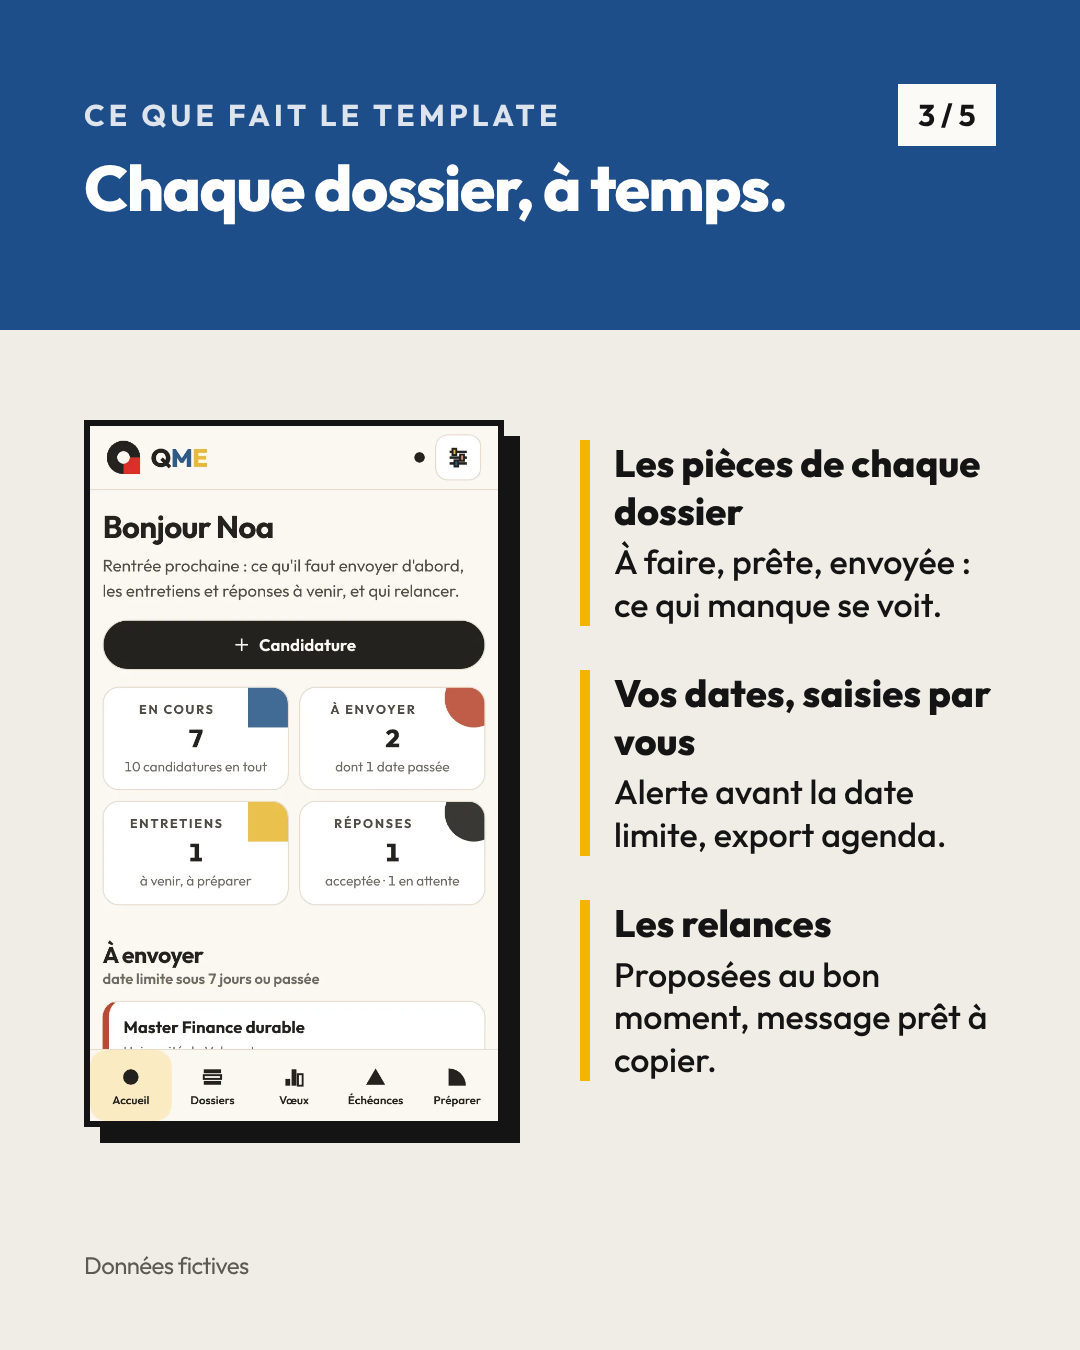 CE QUE FAIT LE TEMPLATE
3 / 5
Chaque dossier, à temps.
QME
Bonjour Noa
Rentrée prochaine : ce qu'il faut envoyer d'abord,
les entretiens et réponses à venir, et qui relancer.
+ Candidature
EN COURS
7
10 candidatures en tout
À ENVOYER
2
dont 1 date passée
ENTRETIENS
1
à venir, à préparer
RÉPONSES
1
acceptée · 1 en attente
À envoyer
date limite sous 7 jours ou passée
Master Finance durable
Accueil
Dossiers
Vœux
Échéances
Préparer
Les pièces de chaque
dossier
À faire, prête, envoyée :
ce qui manque se voit.
Vos dates, saisies par
vous
Alerte avant la date
limite, export agenda.
Les relances
Proposées au bon
moment, message prêt à
copier.
Données fictives